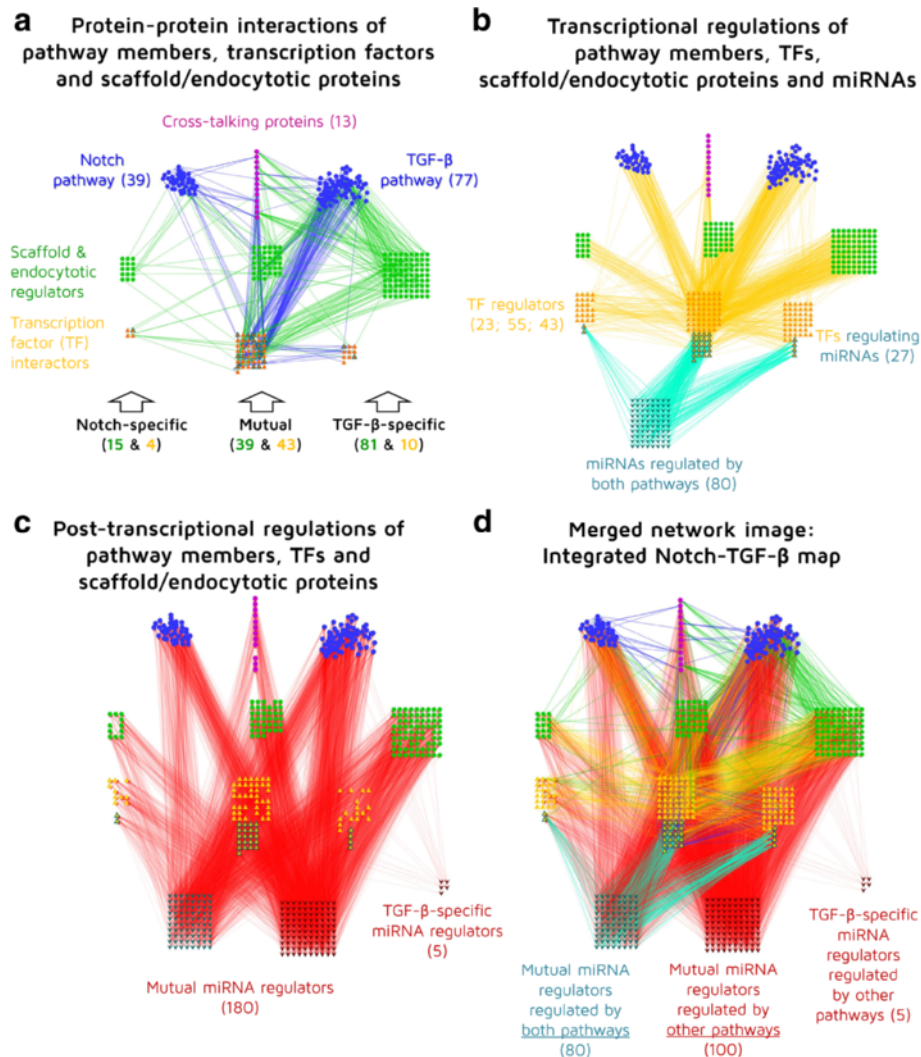 a
Protein-protein interactions of
pathway members, transcription factors
and scaffold/endocytotic proteins
Cross-talking proteins (13)
Notch
pathway (39)
TGF-β
pathway (77)
Scaffold &
endocytotic
regulators
Transcription
factor (TF)
interactors
Notch-specific
(15 & 4)
Mutual
(39 & 43)
TGF-β-specific
(81 & 10)
b
Transcriptional regulations of
pathway members, TFs,
scaffold/endocytotic proteins and miRNAs
TF regulators
(23; 55; 43)
TFs regulating
miRNAs (27)
miRNAs regulated by
both pathways (80)
c
Post-transcriptional regulations of
pathway members, TFs and
scaffold/endocytotic proteins
TGF-β-specific
miRNA regulators
(5)
Mutual miRNA regulators
(180)
d
Merged network image:
Integrated Notch-TGF-β map
Mutual miRNA
regulators
regulated by
both pathways
(80)
Mutual miRNA
regulators
regulated by
other pathways
(100)
TGF-β-specific
miRNA
regulators
regulated
by other
pathways (5)